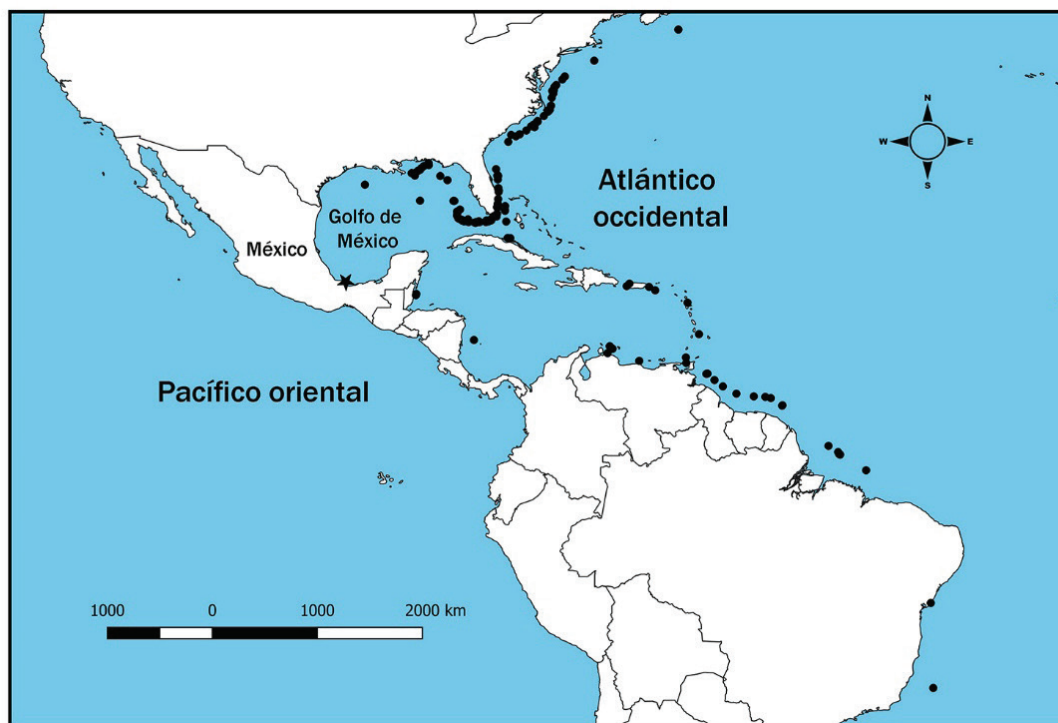 N
W E
S
Atlántico
occidental
Golfo de
México
México
Pacífico oriental
1000 0 1000 2000 km